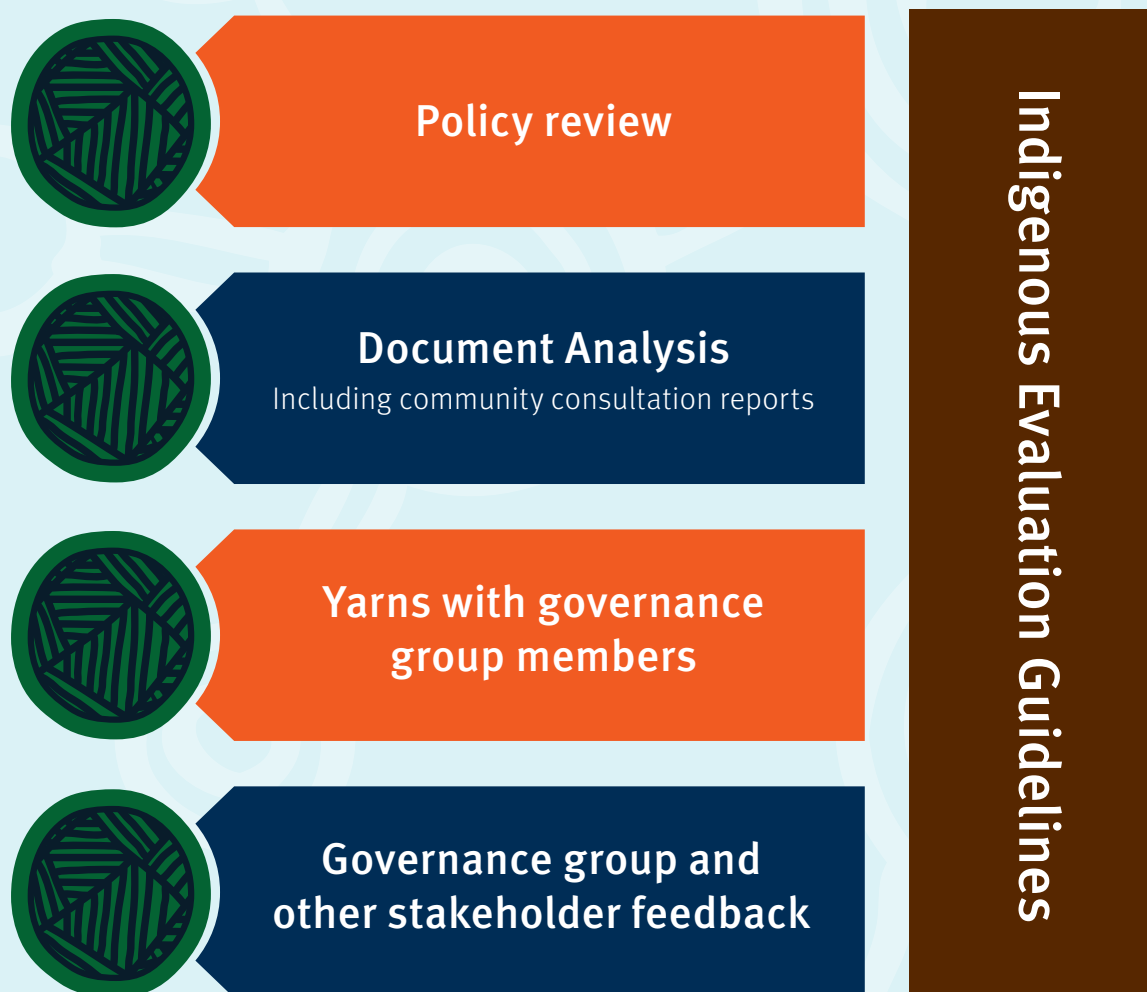 Policy review
Document Analysis
Including community consultation reports
Yarns with governance
group members
Governance group and
other stakeholder feedback
Indigenous Evaluation Guidelines